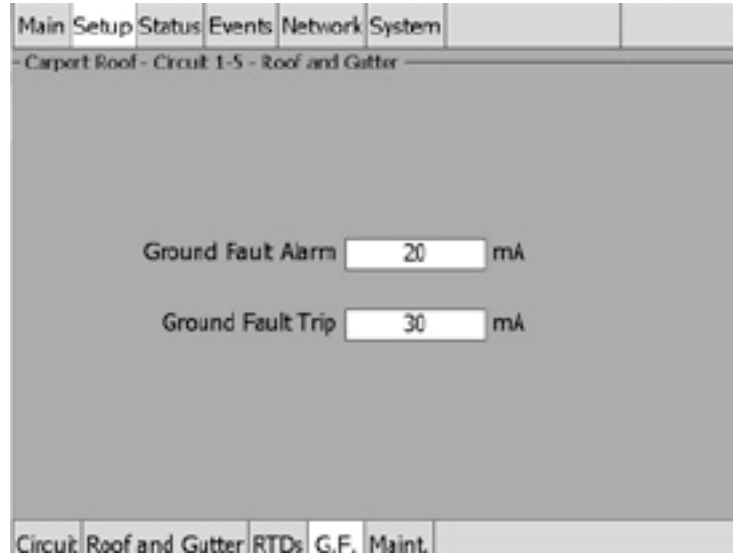 Main Setup Status Events Network System
Carport Roof - Circuit 1-5 - Roof and Gutter
Ground Fault Alarm 20 mA
Ground Fault Trip 30 mA
Circuit Roof and Gutter RTDs G.F. Maint.